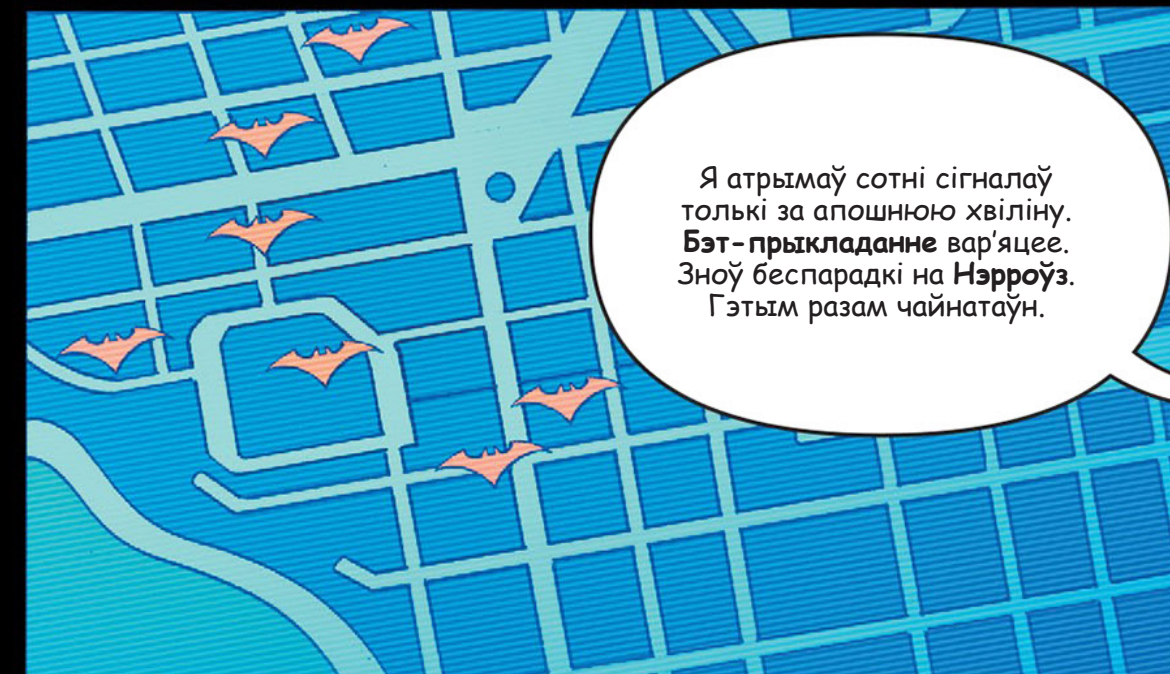 Я атрымаў сотні сігналаў
толькі за апошнюю хвіліну.
Бэт-прыкладанне вар'яцее.
Зноў беспарадкі на Нэрроўз.
Гэтым разам чайнатаўн.